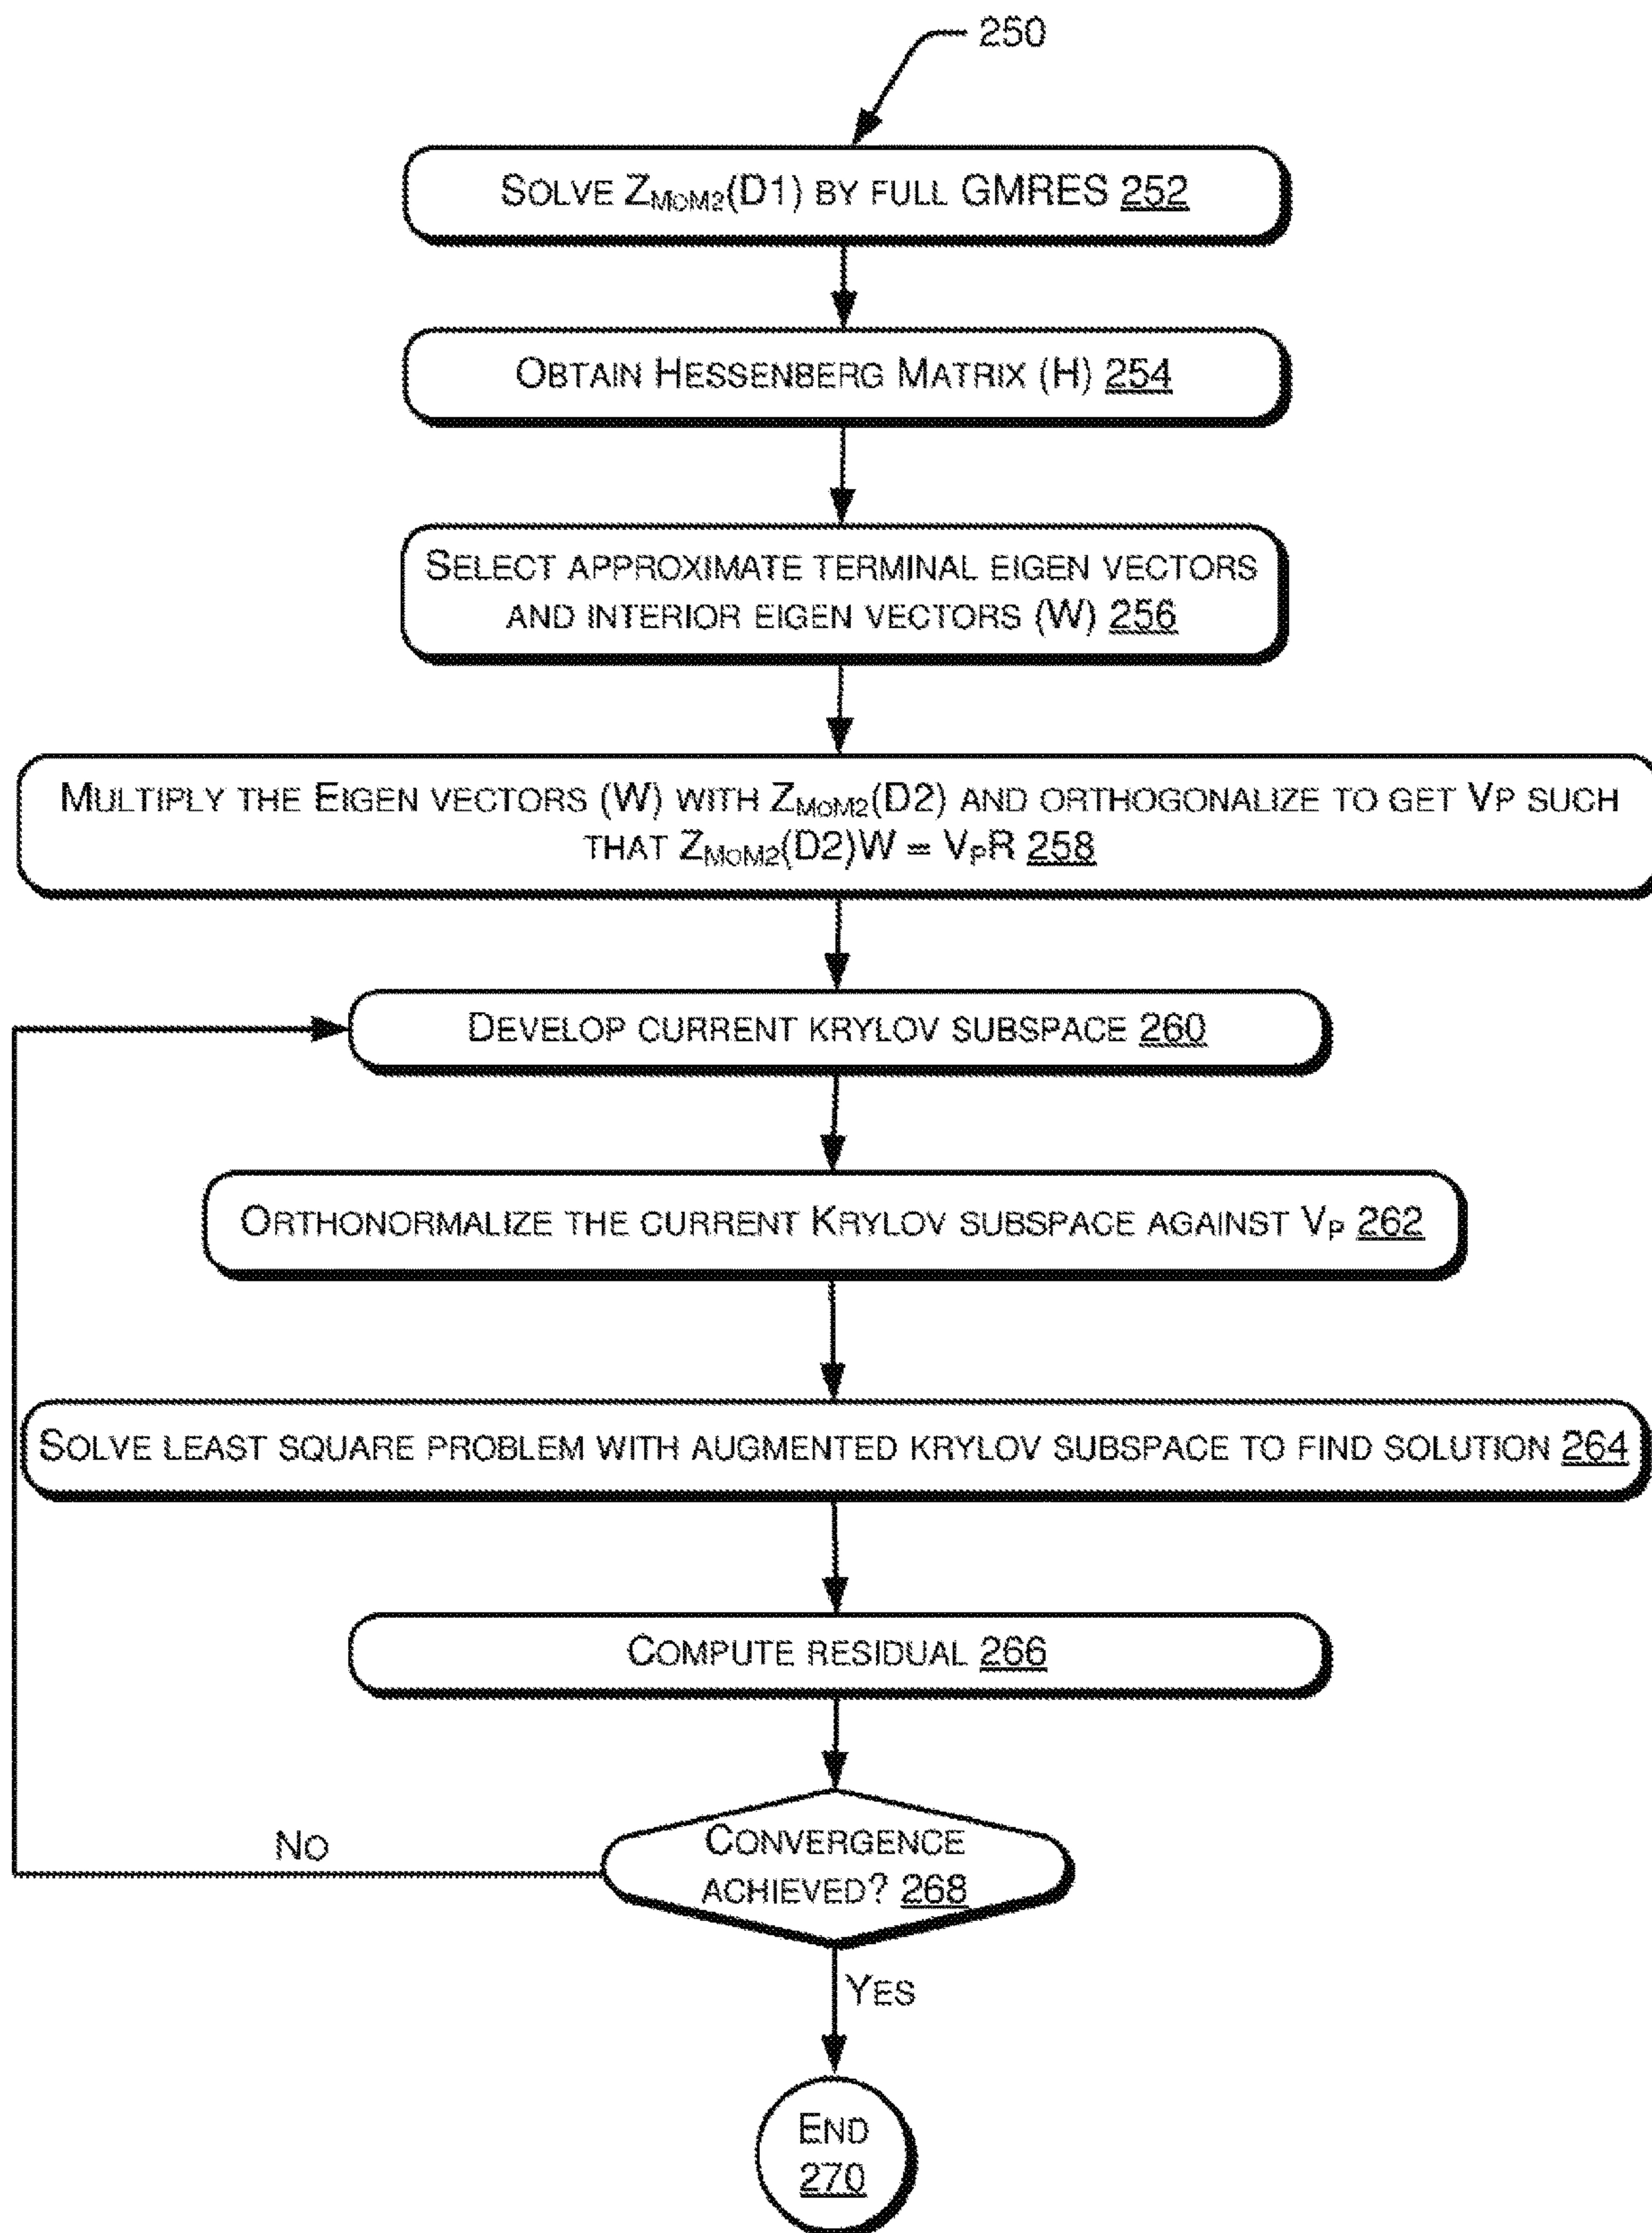 250
SOLVE ZMOM2(D1) BY FULL GMRES 252
OBTAIN HESSENBERG MATRIX (H) 254
SELECT APPROXIMATE TERMINAL EIGEN VECTORS
AND INTERIOR EIGEN VECTORS (W) 256
MULTIPLY THE EIGEN VECTORS (W) WITH ZMOM2(D2) AND ORTHOGONALIZE TO GET VP SUCH
THAT ZMOM2(D2)W = VPR 258
DEVELOP CURRENT KRYLOV SUBSPACE 260
ORTHONORMALIZE THE CURRENT KRYLOV SUBSPACE AGAINST VP 262
SOLVE LEAST SQUARE PROBLEM WITH AUGMENTED KRYLOV SUBSPACE TO FIND SOLUTION 264
COMPUTE RESIDUAL 266
CONVERGENCE
ACHIEVED? 268
NO
YES
END
270